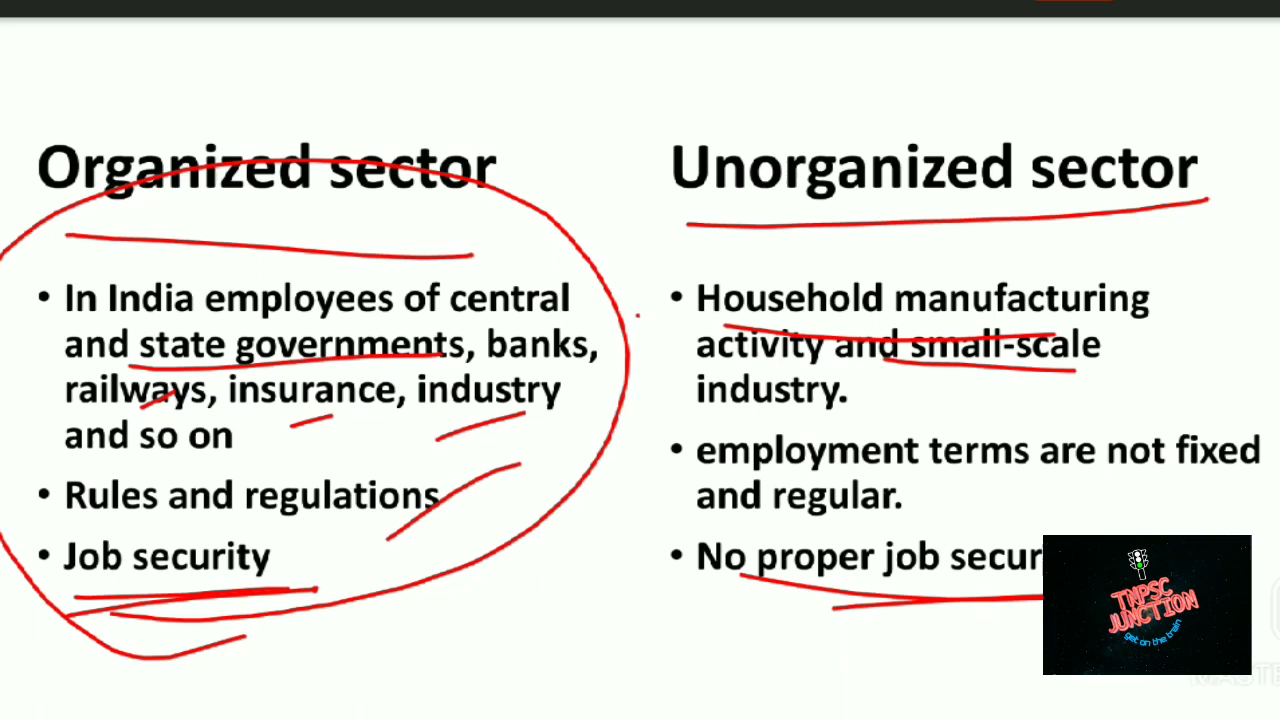 Organized sector
• In India employees of central
and state governments, banks,
railways, insurance, industry
and so on
• Rules and regulations
• Job security
Unorganized sector
• Household manufacturing
activity and small-scale
industry.
• employment terms are not fixed
and regular.
• No proper job secur
TNPSC
JUNCTION
get on the train